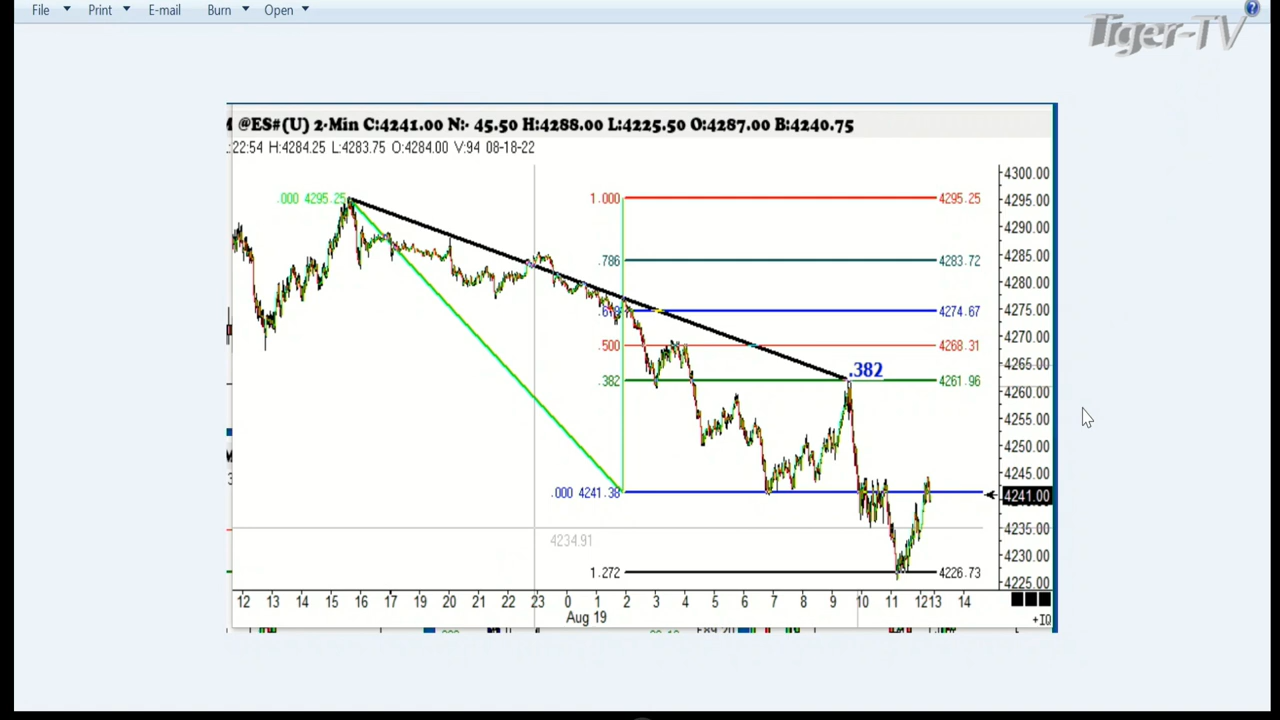 File Print E-mail Burn Open
Tiger-TV
@ES#(U) 2-Min C:4241.00 N:- 45.50 H:4288.00 L:4225.50 O:4287.00 B:4240.75
:22:54 H:4284.25 L:4283.75 O:4284.00 V:94 08-18-22
4300.00
.000 4295.25 1.000 4295.25 4295.00
4290.00
4285.00
.786 4283.72
4280.00
4275.00
4274.67
4270.00
.500 4268.31
4265.00
.382
.382 4261.96
4260.00
4255.00
4250.00
4245.00
.000 4241.38 4241.00
4235.00
4234.91
4230.00
1.272 4226.73
4225.00
12 13 14 15 16 17 19 20 21 22 23 0 1 2 3 4 5 6 7 8 9 10 11 12 13 14
Aug 19
+10